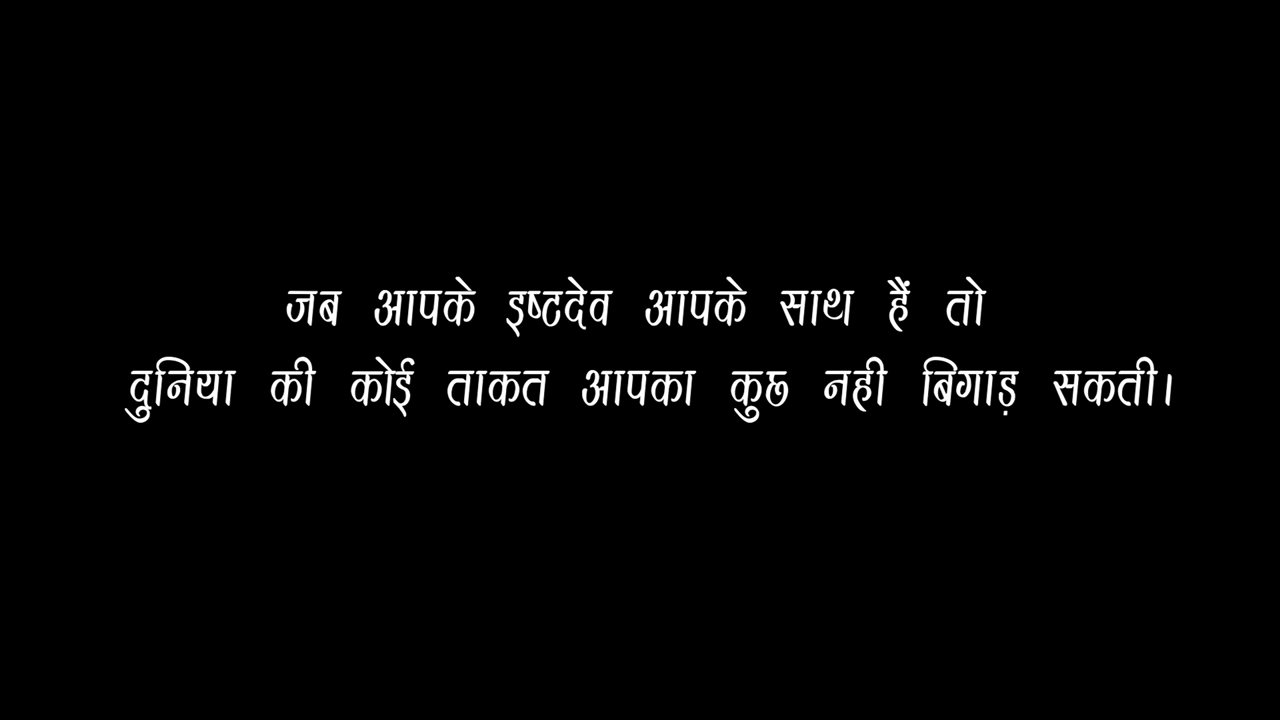 जब आपके इष्टदेव आपके साथ हैं तो
दुनिया की कोई ताकत आपका कुछ नही बिगाड़ सकती।